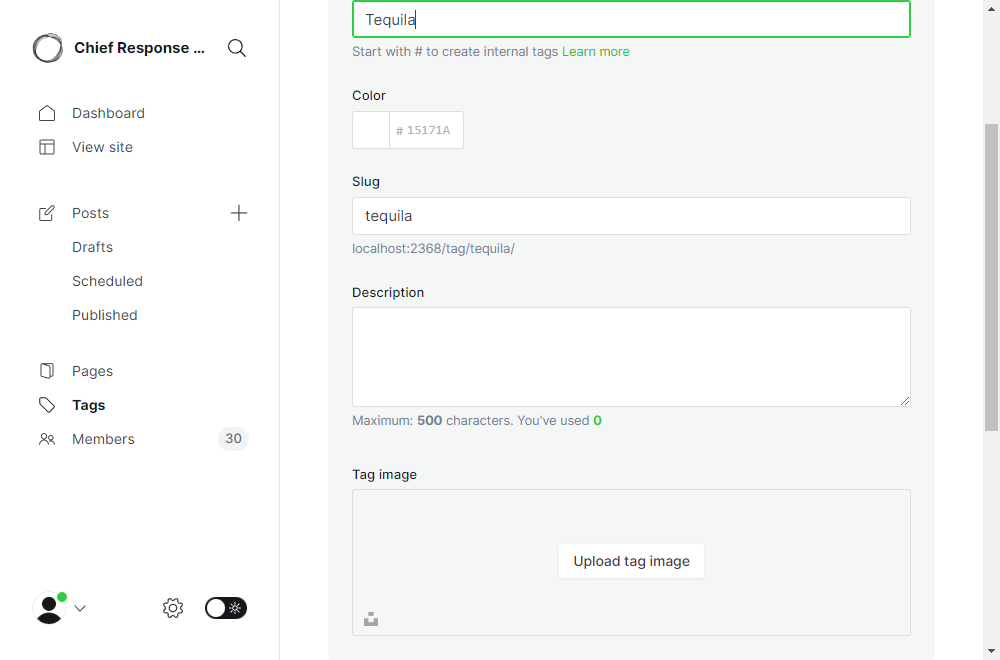 Chief Response ...
Dashboard
View site
Posts
Drafts
Scheduled
Published
Pages
Tags
Members
30
Tequila
Start with # to create internal tags Learn more
Color
# 15171A
Slug
tequila
localhost:2368/tag/tequila/
Description
Maximum: 500 characters. You’ve used 0
Tag image
Upload tag image